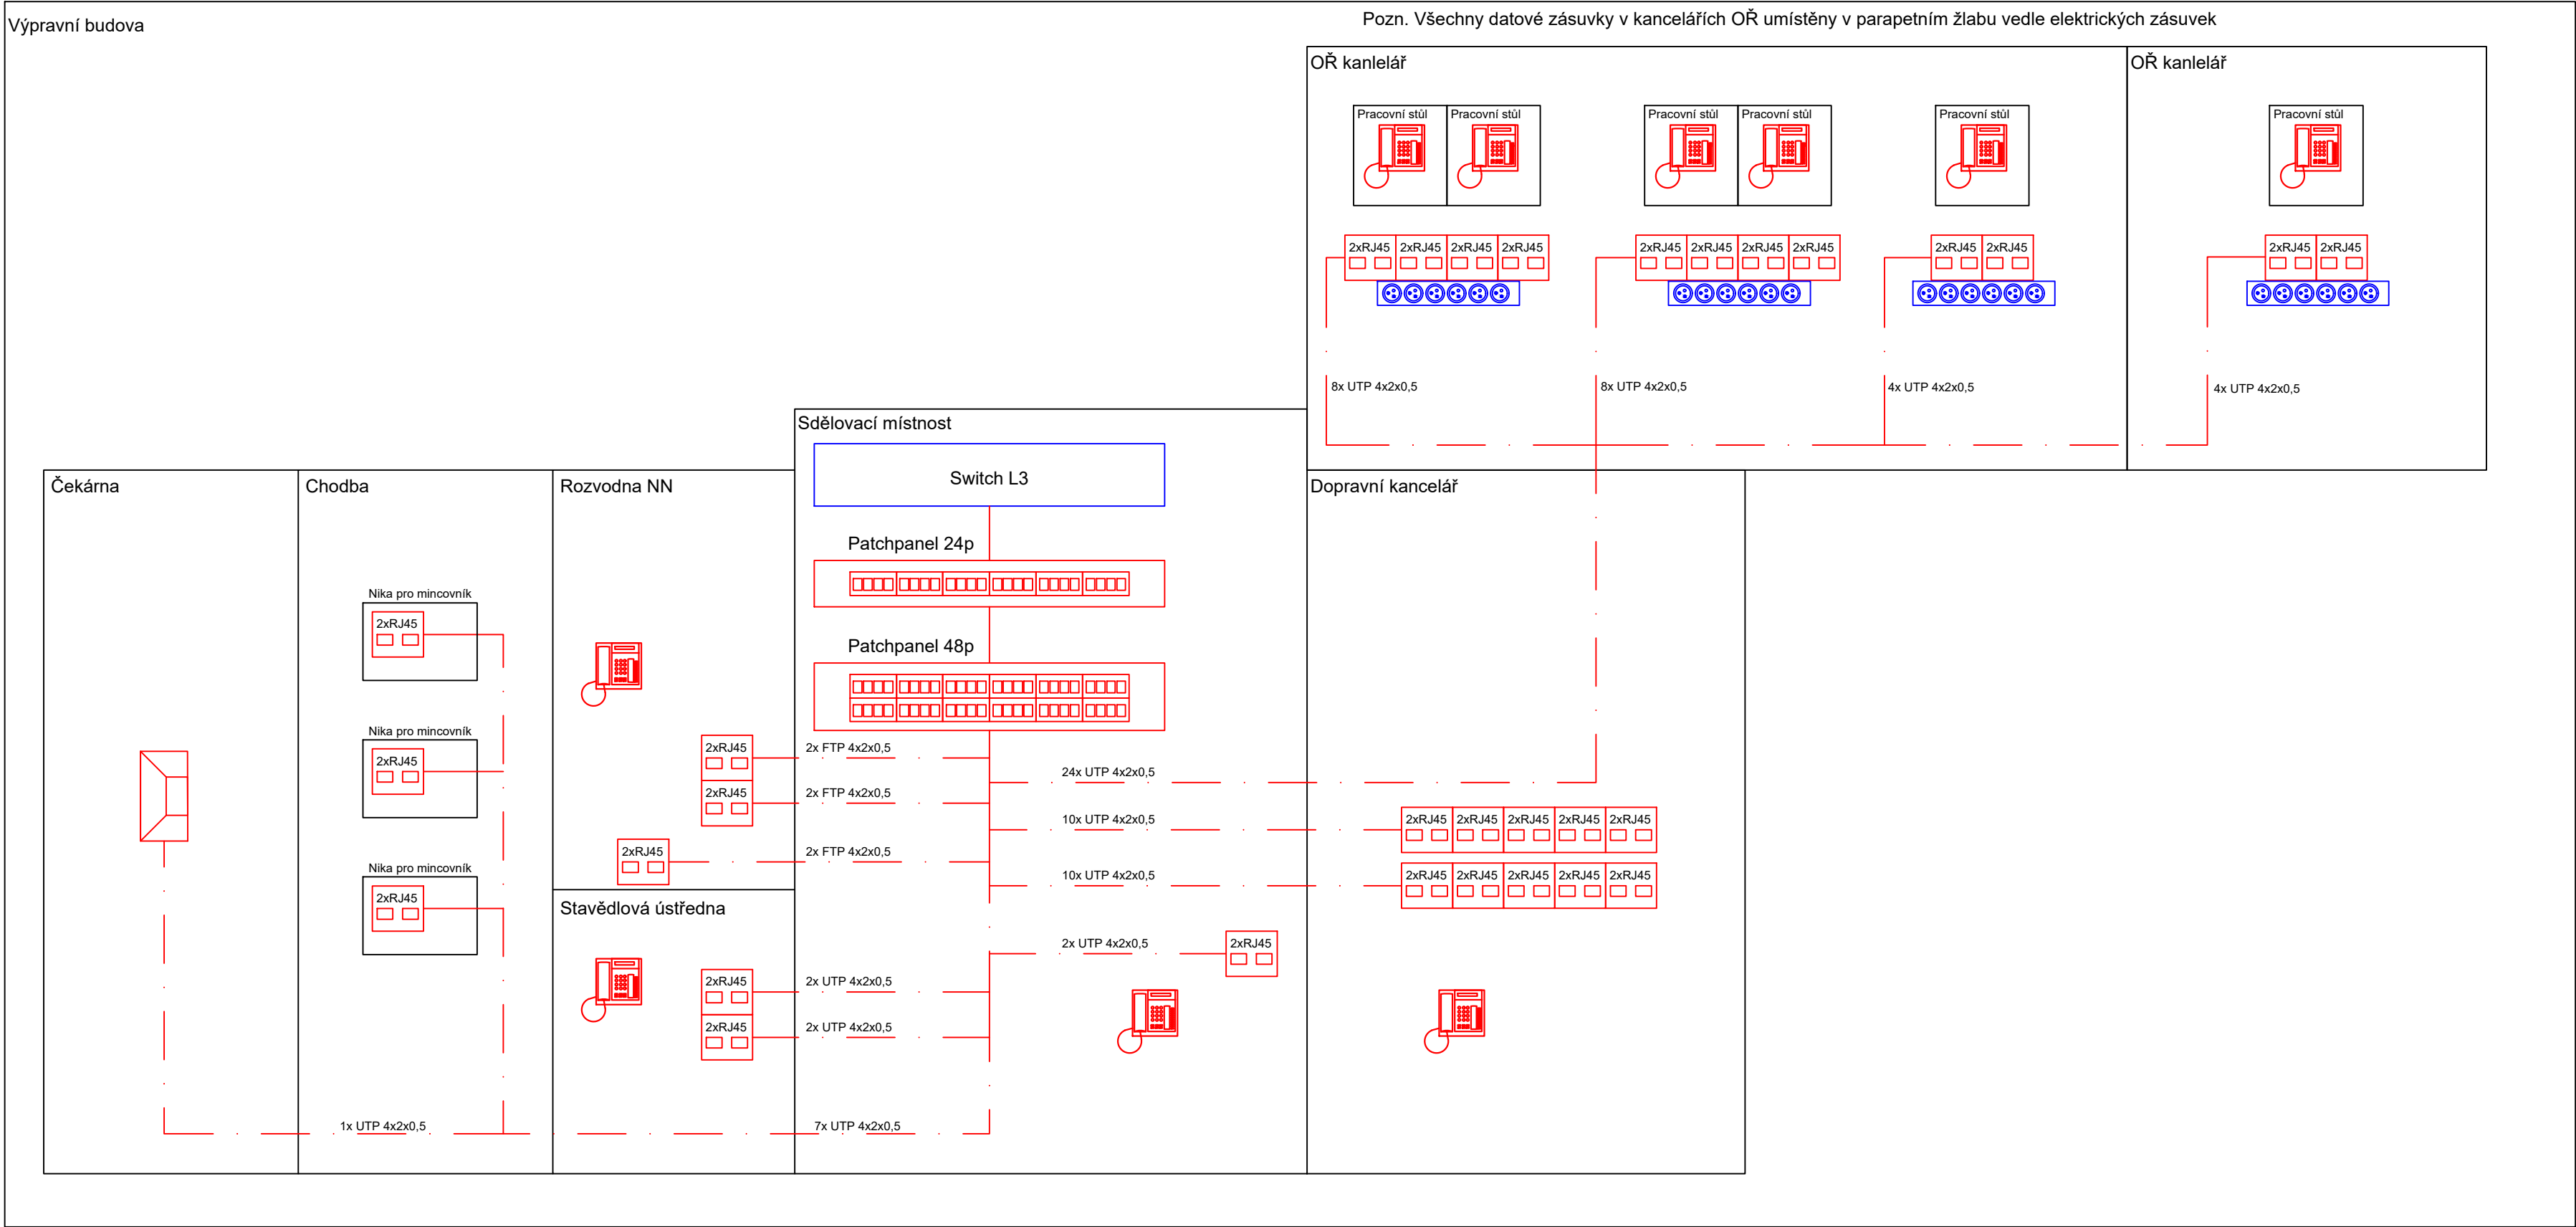 Výpravní budova
Pozn. Všechny datové zásuvky v kancelářích OŘ umístěny v parapetním žlabu vedle elektrických zásuvek
OŘ kanlelář
OŘ kanlelář
Pracovní stůl
Pracovní stůl
Pracovní stůl
Pracovní stůl
Pracovní stůl
Pracovní stůl
2xRJ45
2xRJ45
2xRJ45
2xRJ45
2xRJ45
2xRJ45
2xRJ45
2xRJ45
2xRJ45
2xRJ45
2xRJ45
2xRJ45
8x UTP 4x2x0,5
8x UTP 4x2x0,5
4x UTP 4x2x0,5
4x UTP 4x2x0,5
Sdělovací místnost
Switch L3
Patchpanel 24p
Patchpanel 48p
Čekárna
Chodba
Rozvodna NN
Dopravní kancelář
Nika pro mincovník
2xRJ45
Nika pro mincovník
2xRJ45
Nika pro mincovník
2xRJ45
2xRJ45
2x FTP 4x2x0,5
2xRJ45
2x FTP 4x2x0,5
2xRJ45
2x FTP 4x2x0,5
24x UTP 4x2x0,5
10x UTP 4x2x0,5
2xRJ45
2xRJ45
2xRJ45
2xRJ45
2xRJ45
10x UTP 4x2x0,5
2xRJ45
2xRJ45
2xRJ45
2xRJ45
2xRJ45
Stavědlová ústředna
2x UTP 4x2x0,5
2xRJ45
2xRJ45
2x UTP 4x2x0,5
2xRJ45
2x UTP 4x2x0,5
1x UTP 4x2x0,5
7x UTP 4x2x0,5